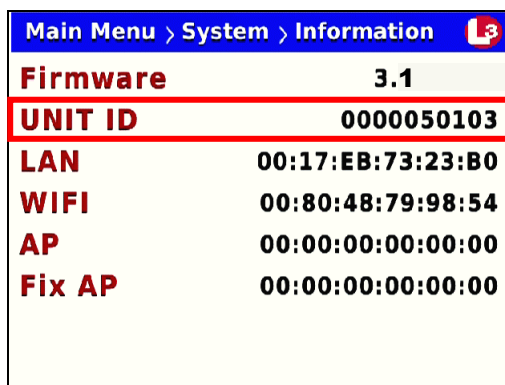 Main Menu > System > Information L3
Firmware 3.1
UNIT ID 0000050103
LAN 00:17:EB:73:23:B0
WIFI 00:80:48:79:98:54
AP 00:00:00:00:00:00
Fix AP 00:00:00:00:00:00